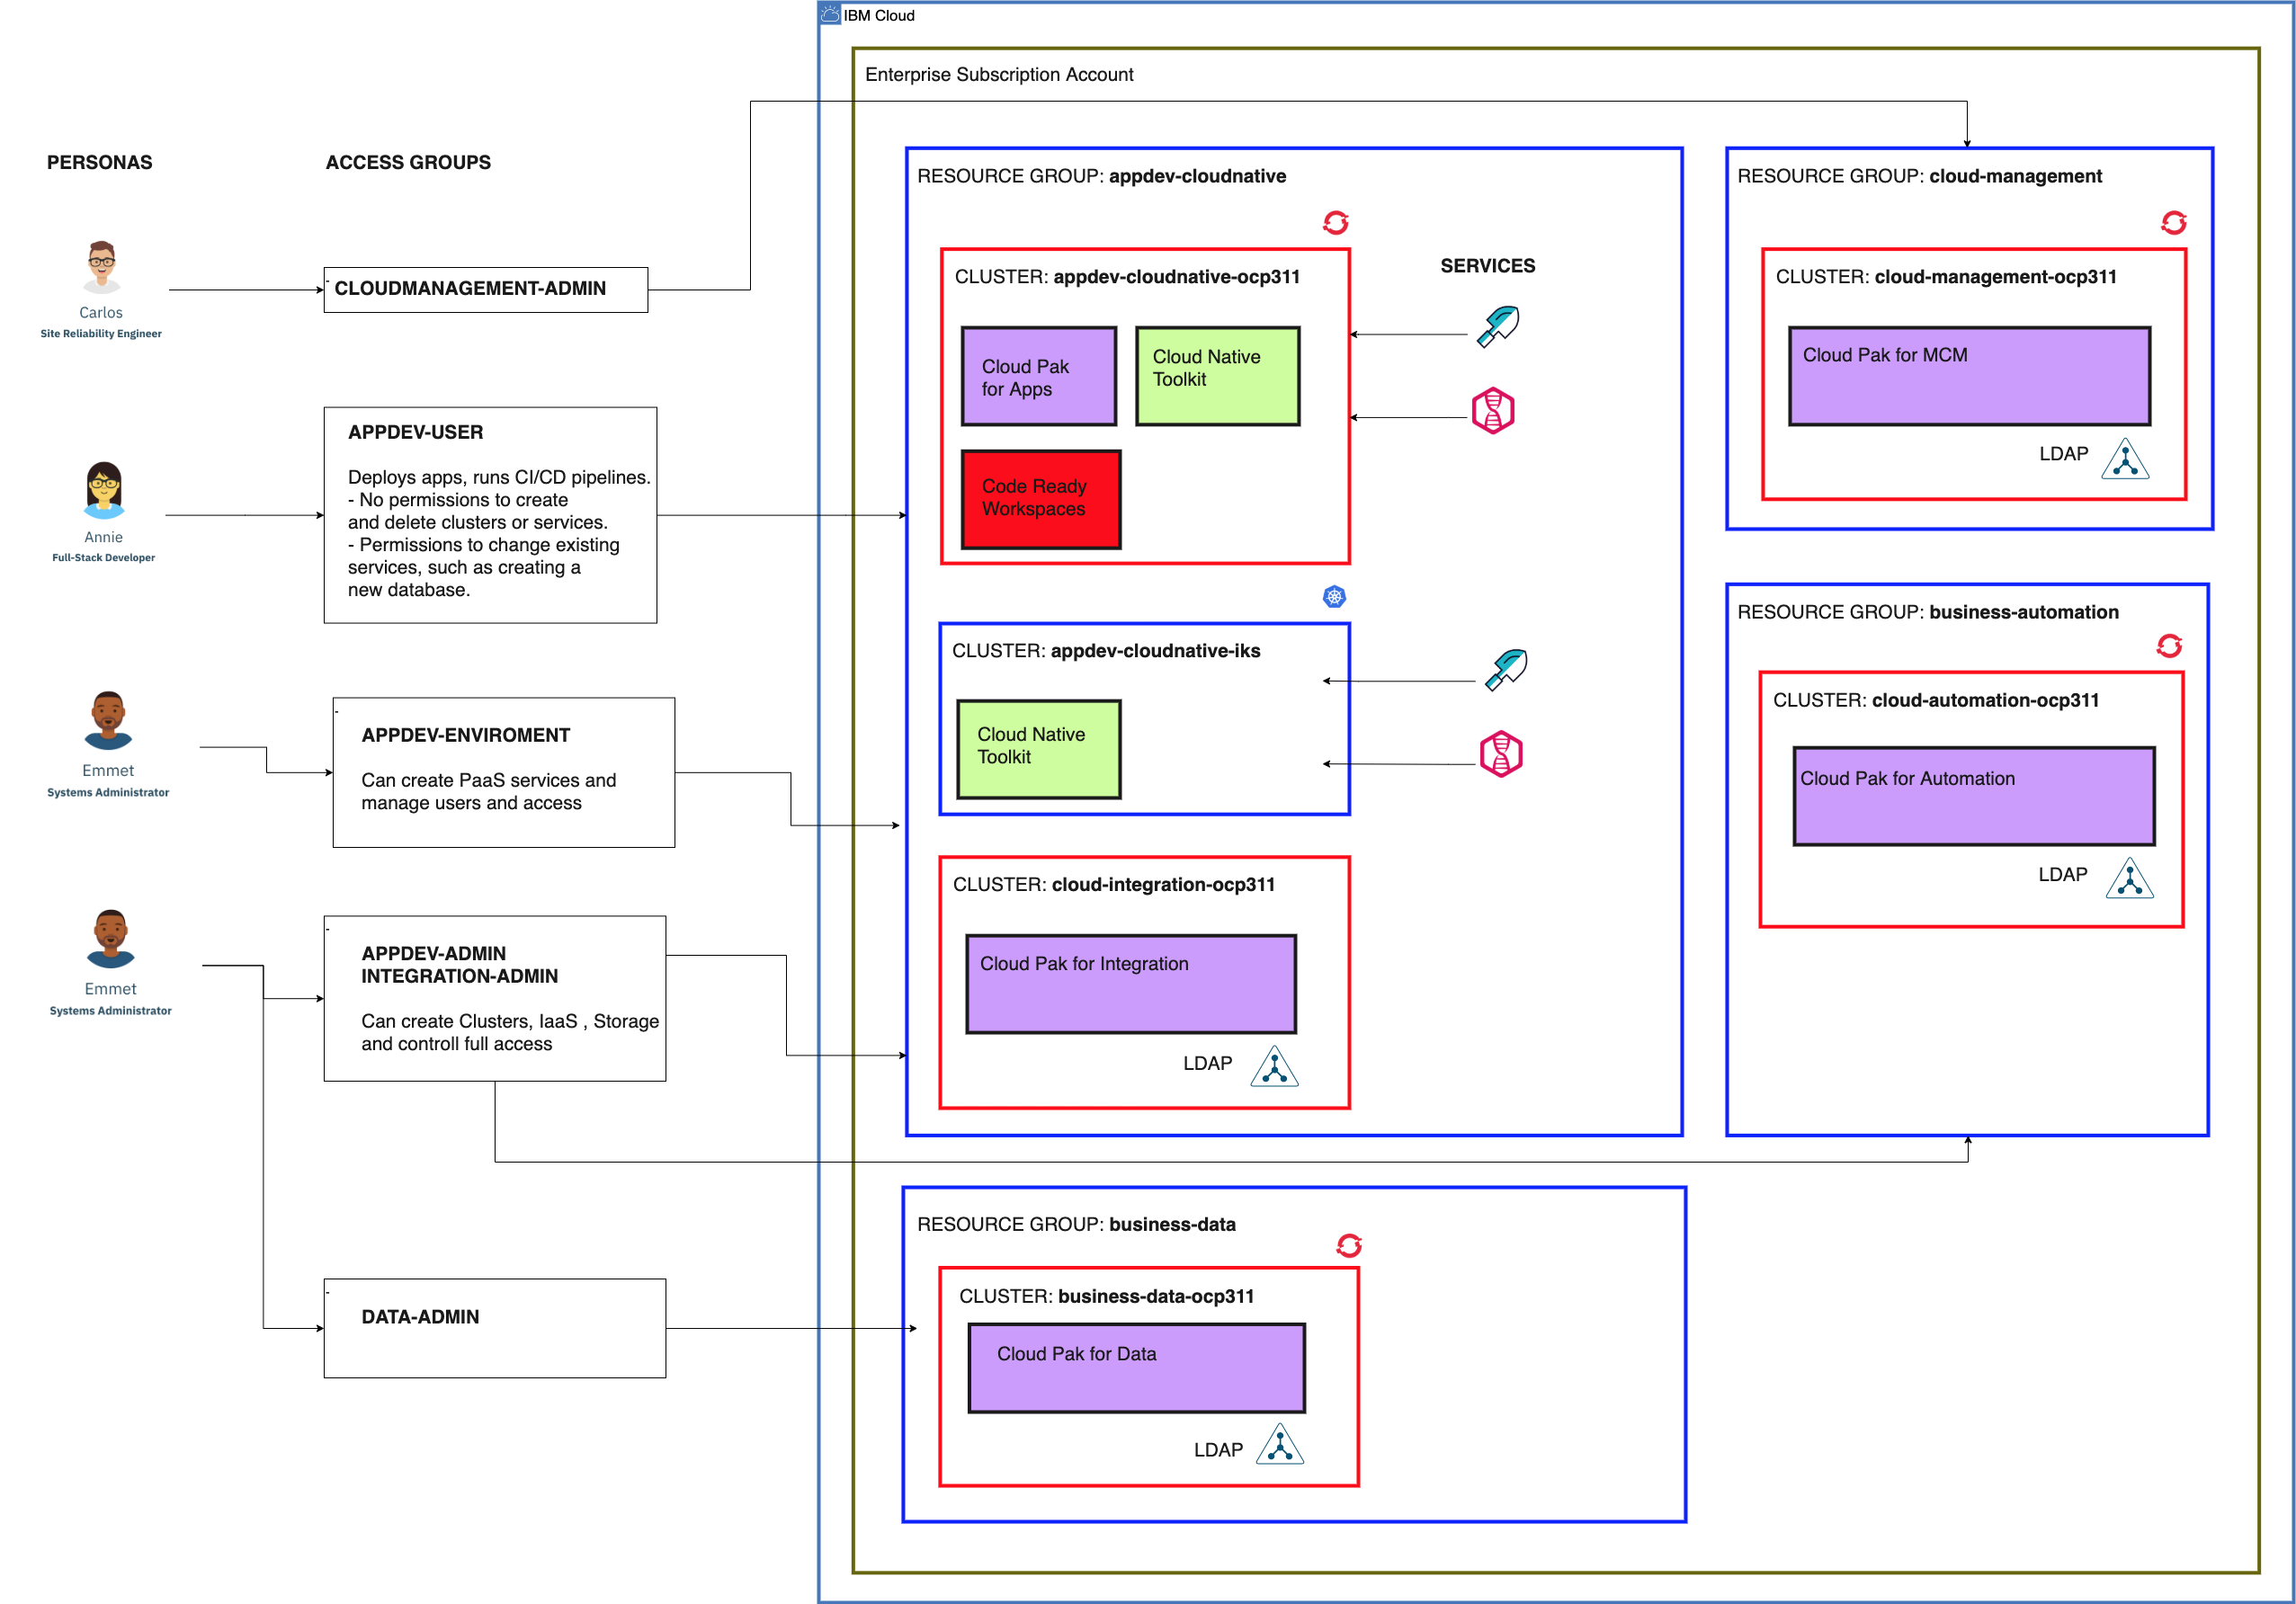 IBM Cloud
Enterprise Subscription Account
PERSONAS
ACCESS GROUPS
Carlos
Site Reliability Engineer
- CLOUDMANAGEMENT-ADMIN
Annie
Full-Stack Developer
APPDEV-USER
Deploys apps, runs CI/CD pipelines.
- No permissions to create
and delete clusters or services.
- Permissions to change existing
services, such as creating a
new database.
Emmet
Systems Administrator
-
APPDEV-ENVIROMENT
Can create PaaS services and
manage users and access
Emmet
Systems Administrator
-
APPDEV-ADMIN
INTEGRATION-ADMIN
Can create Clusters, IaaS , Storage
and controll full access
-
DATA-ADMIN
RESOURCE GROUP: appdev-cloudnative
CLUSTER: appdev-cloudnative-ocp311
Cloud Pak
for Apps
Cloud Native
Toolkit
Code Ready
Workspaces
SERVICES
CLUSTER: appdev-cloudnative-iks
Cloud Native
Toolkit
CLUSTER: cloud-integration-ocp311
Cloud Pak for Integration
LDAP
RESOURCE GROUP: cloud-management
CLUSTER: cloud-management-ocp311
Cloud Pak for MCM
LDAP
RESOURCE GROUP: business-automation
CLUSTER: cloud-automation-ocp311
Cloud Pak for Automation
LDAP
RESOURCE GROUP: business-data
CLUSTER: business-data-ocp311
Cloud Pak for Data
LDAP